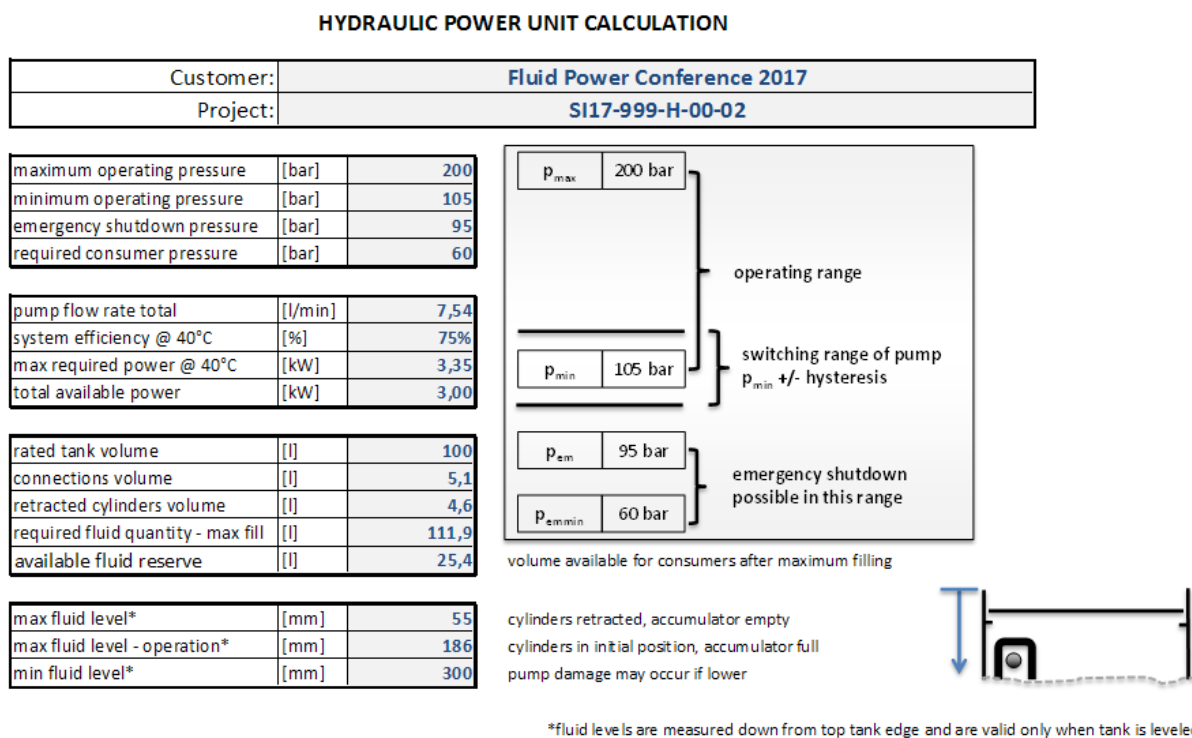 HYDRAULIC POWER UNIT CALCULATION
Customer: Fluid Power Conference 2017
Project: SI17-999-H-00-02
maximum operating pressure [bar] 200
minimum operating pressure [bar] 105
emergency shutdown pressure [bar] 95
required consumer pressure [bar] 60
pump flow rate total [l/min] 7,54
system efficiency @ 40°C [%] 75%
max required power @ 40°C [kW] 3,35
total available power [kW] 3,00
rated tank volume [l] 100
connections volume [l] 5,1
retracted cylinders volume [l] 4,6
required fluid quantity - max fill [l] 111,9
available fluid reserve [l] 25,4
max fluid level* [mm] 55
max fluid level - operation* [mm] 186
min fluid level* [mm] 300
pmax 200 bar
operating range
pmin 105 bar
switching range of pump
pmin +/- hysteresis
pem 95 bar
emergency shutdown
possible in this range
pemmin 60 bar
volume available for consumers after maximum filling
cylinders retracted, accumulator empty
cylinders in initial position, accumulator full
pump damage may occur if lower
*fluid levels are measured down from top tank edge and are valid only when tank is levele